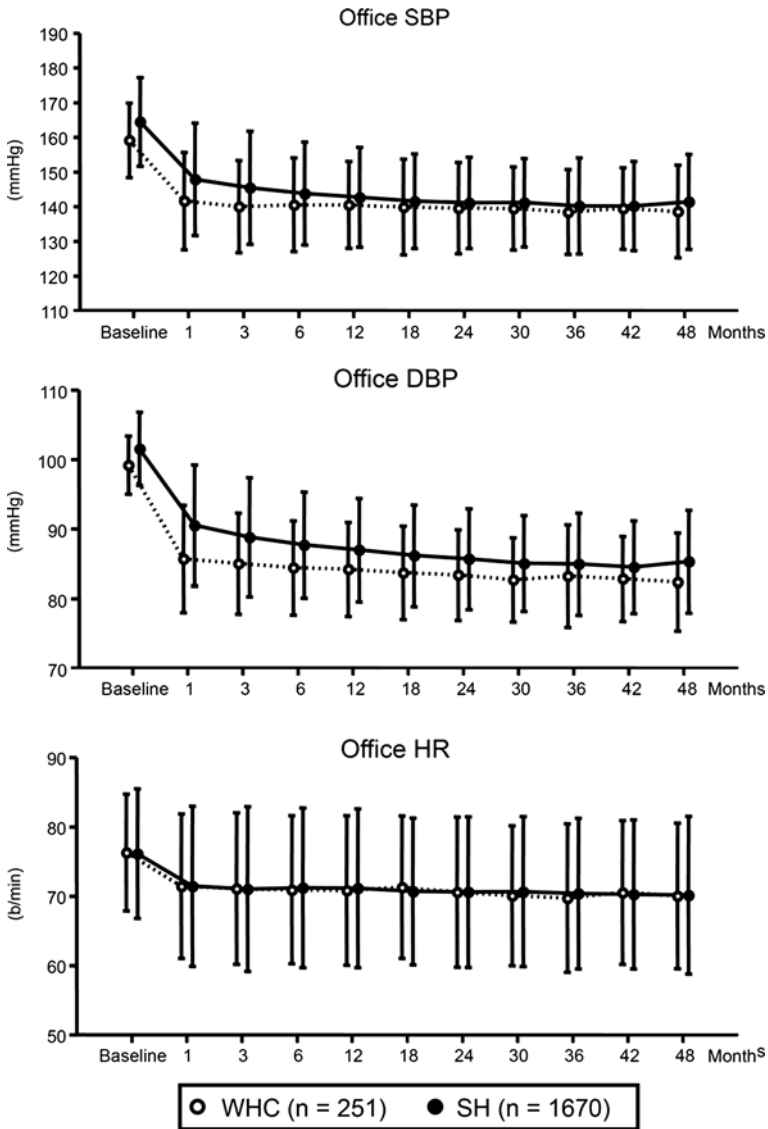 Office SBP
190
180
170
160
150
140
130
120
110
(mmHg)
Baseline 1 3 6 12 18 24 30 36 42 48 Months
Office DBP
110
100
90
80
70
(mmHg)
Baseline 1 3 6 12 18 24 30 36 42 48 Months
Office HR
90
80
70
60
50
(b/min)
Baseline 1 3 6 12 18 24 30 36 42 48 Months
WHC (n = 251) SH (n = 1670)